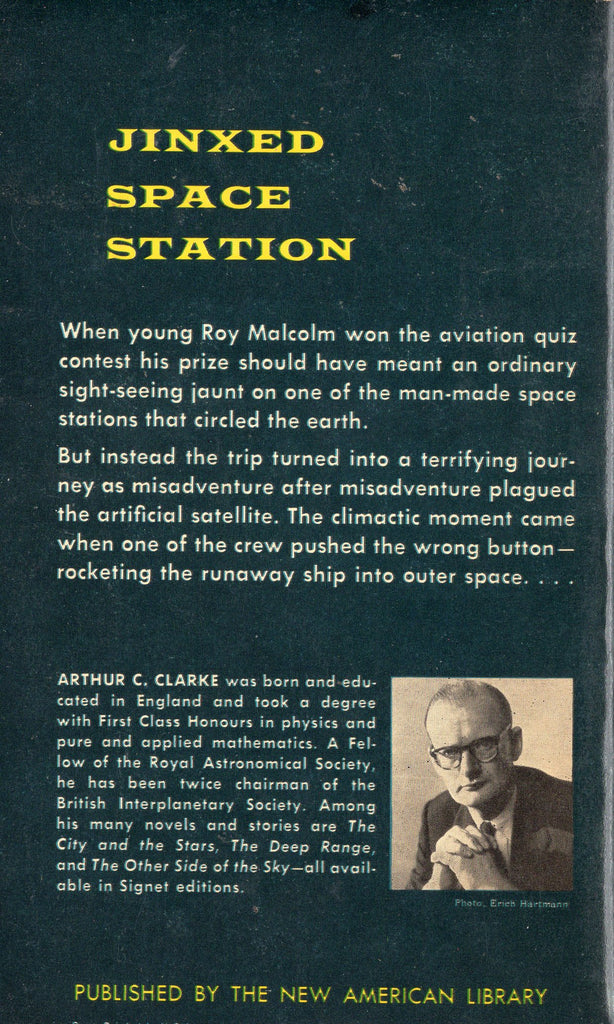 JINXED
SPACE
STATION
When young Roy Malcolm won the aviation quiz
contest his prize should have meant an ordinary
sight-seeing jaunt on one of the man-made space
stations that circled the earth.
But instead the trip turned into a terrifying jour-
ney as misadventure after misadventure plagued
the artificial satellite. The climactic moment came
when one of the crew pushed the wrong button—
rocketing the runaway ship into outer space. . . .
ARTHUR C. CLARKE was born and edu-
cated in England and took a degree
with First Class Honours in physics and
pure and applied mathematics. A Fel-
low of the Royal Astronomical Society,
he has been twice chairman of the
British Interplanetary Society. Among
his many novels and stories are The
City and the Stars, The Deep Range,
and The Other Side of the Sky—all avail-
able in Signet editions.
Photo, Erich Hartmann
PUBLISHED BY THE NEW AMERICAN LIBRARY